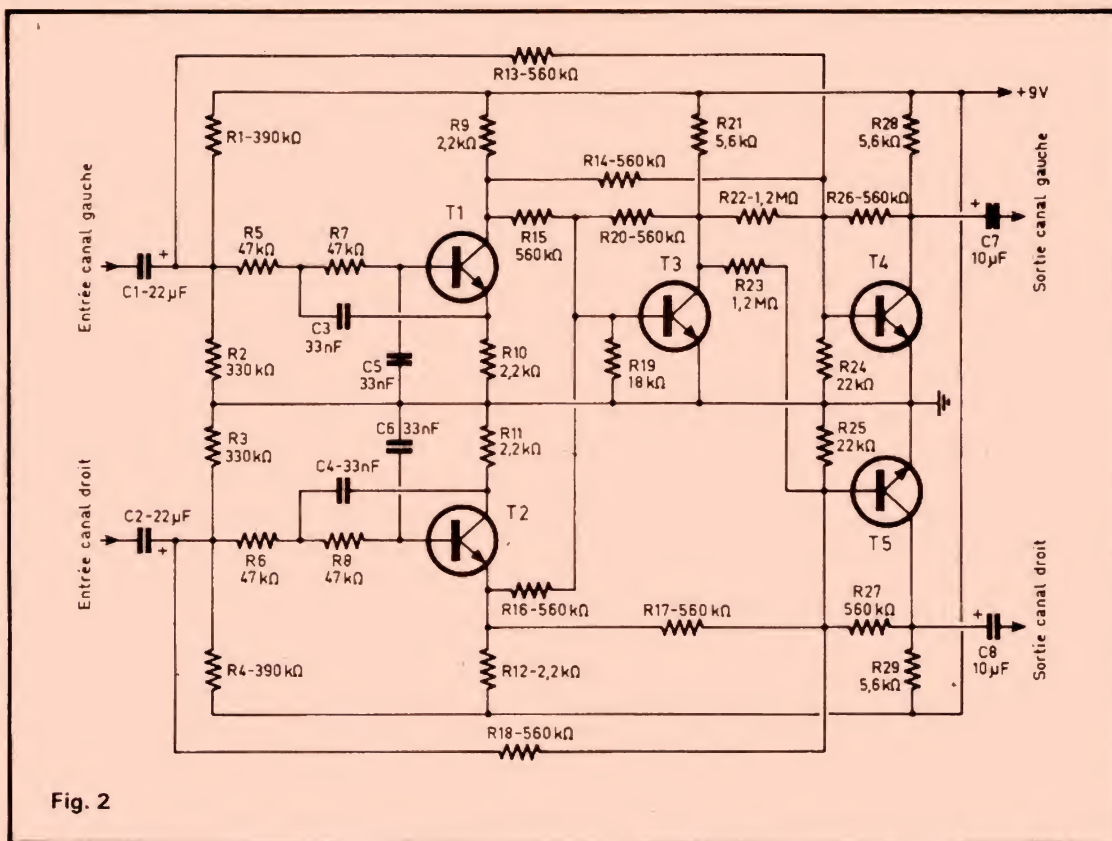 R13-560kΩ
+9V
R1-390kΩ
R9
2,2kΩ
R21
5,6kΩ
R28
5,6kΩ
R14-560kΩ
Entrée canal gauche
R5
47kΩ
R7
47kΩ
T1
R15
560kΩ
R20-560kΩ
R22-1,2MΩ
R26-560kΩ
+
C7
10µF
Sortie canal gauche
+
C1-22µF
T3
R23
1,2MΩ
T4
C3
33nF
R2
330kΩ
C5
33nF
R10
2,2kΩ
R19
18kΩ
R24
22kΩ
R3
330kΩ
C6 33nF
R11
2,2kΩ
R25
22kΩ
C4-33nF
Entrée canal droit
C2-22µF
+
R6
47kΩ
R8
47kΩ
T2
T5
R16-560kΩ
R17-560kΩ
R27
560kΩ
+
C8
10µF
Sortie canal droit
R4-390kΩ
R12-2,2kΩ
R29
5,6kΩ
R18-560kΩ
Fig. 2